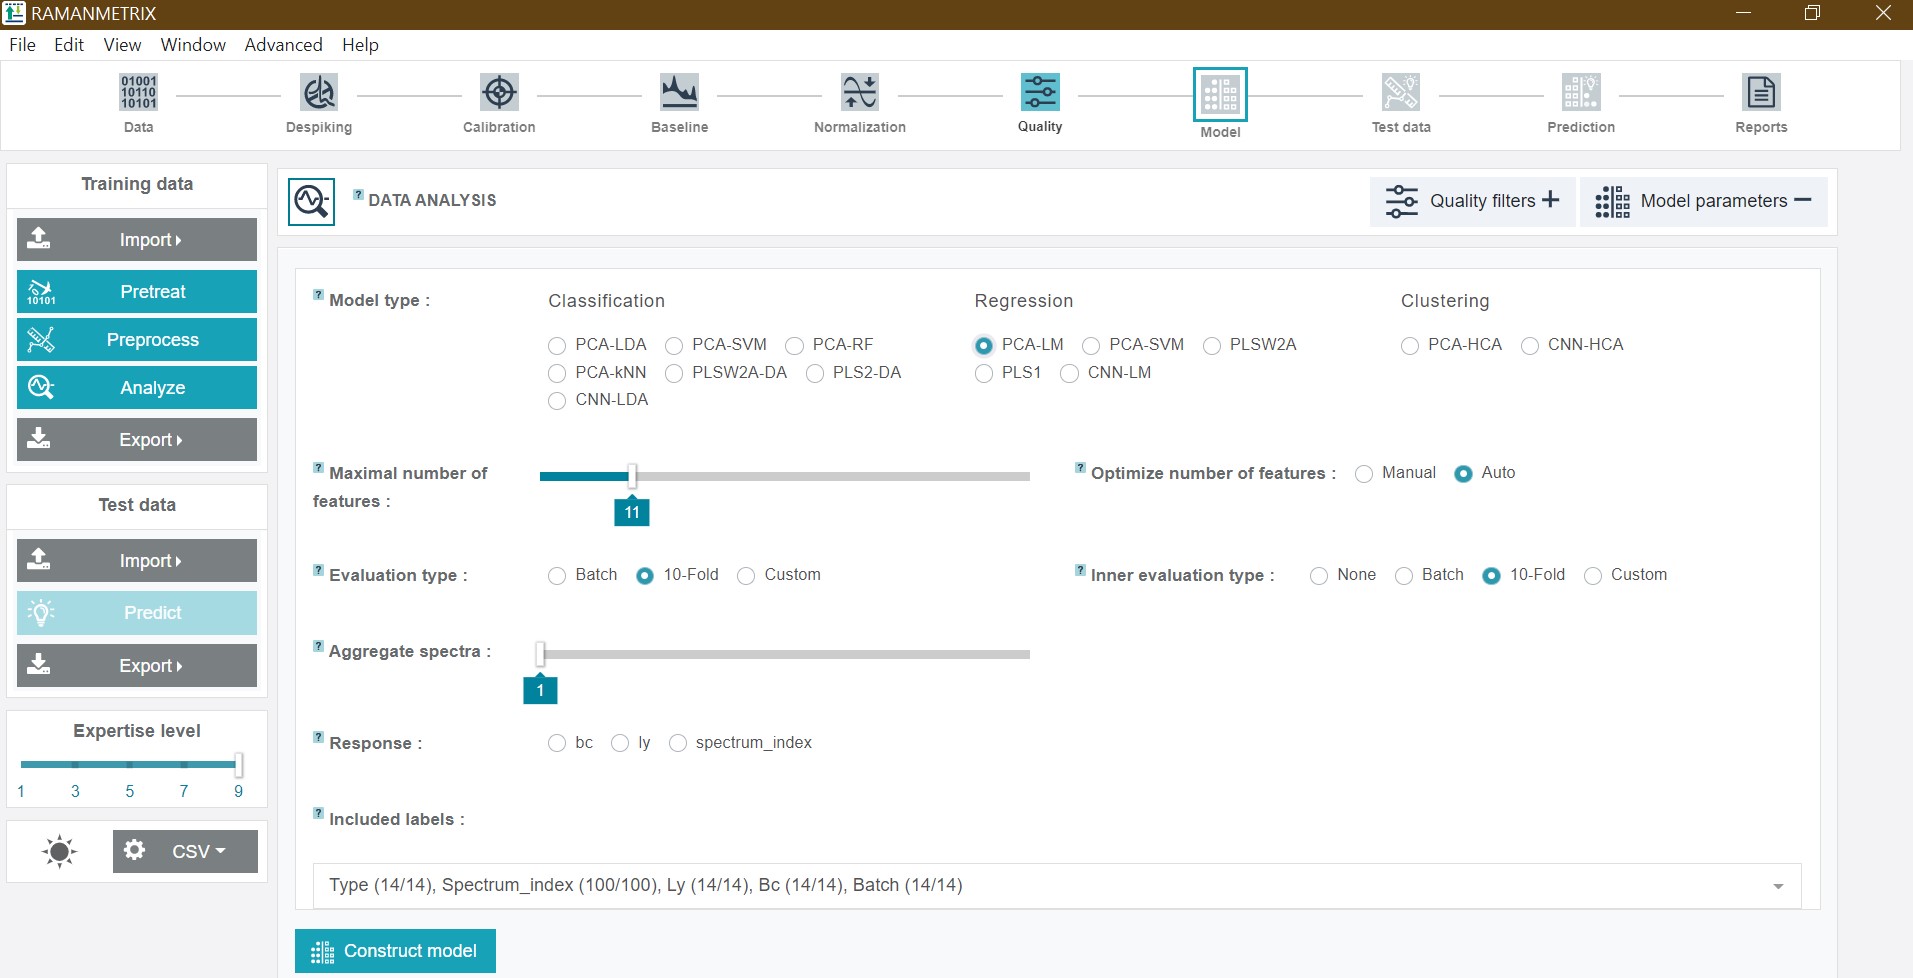 RAMANMETRIX
File Edit View Window Advanced Help
01001
10110
10101
Data Despiking Calibration Baseline Normalization Quality Model Test data Prediction Reports
Training data
Import
10101 Pretreat
Preprocess
Analyze
Export
Test data
Import
Predict
Export
Expertise level
1 3 5 7 9
CSV
? DATA ANALYSIS
Quality filters +
Model parameters −
? Model type : Classification Regression Clustering
PCA-LDA PCA-SVM PCA-RF PCA-LM PCA-SVM PLSW2A PCA-HCA CNN-HCA
PCA-kNN PLSW2A-DA PLS2-DA PLS1 CNN-LM
CNN-LDA
? Maximal number of
features :
11
? Optimize number of features : Manual Auto
? Evaluation type : Batch 10-Fold Custom
? Inner evaluation type : None Batch 10-Fold Custom
? Aggregate spectra :
1
? Response : bc ly spectrum_index
? Included labels :
Type (14/14), Spectrum_index (100/100), Ly (14/14), Bc (14/14), Batch (14/14)
Construct model